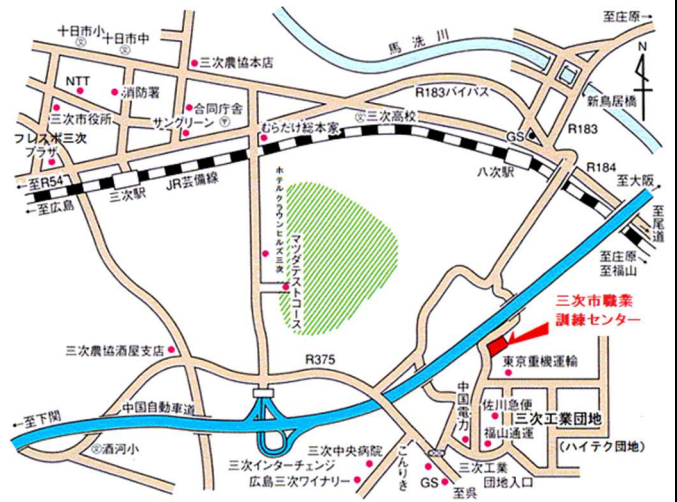 至庄原→
十日市小
十日市中
文
文
馬洗川
N
三次農協本店
NTT
消防署
R183バイパス
新鳥居橋
合同庁舎
三次市役所
サングリーン
〒
文三次高校
R183
むらだけ総本家
GS
フレスポ三次
プラザ
八次駅
R184
←至R54
三次駅
JR芸備線
至大阪
←至広島
至尾道
ホテルクラウンヒルズ三次
マツダテストコース
至庄原
至福山
三次市職業
訓練センター
三次農協酒屋支店
R375
東京重機運輸
中国電力
佐川急便
三次工業団地
福山通運
(ハイテク団地)
←至下関
中国自動車道
こんりき
文酒河小
三次中央病院
三次インターチェンジ
三次工業
団地入口
広島三次ワイナリー
GS
至呉